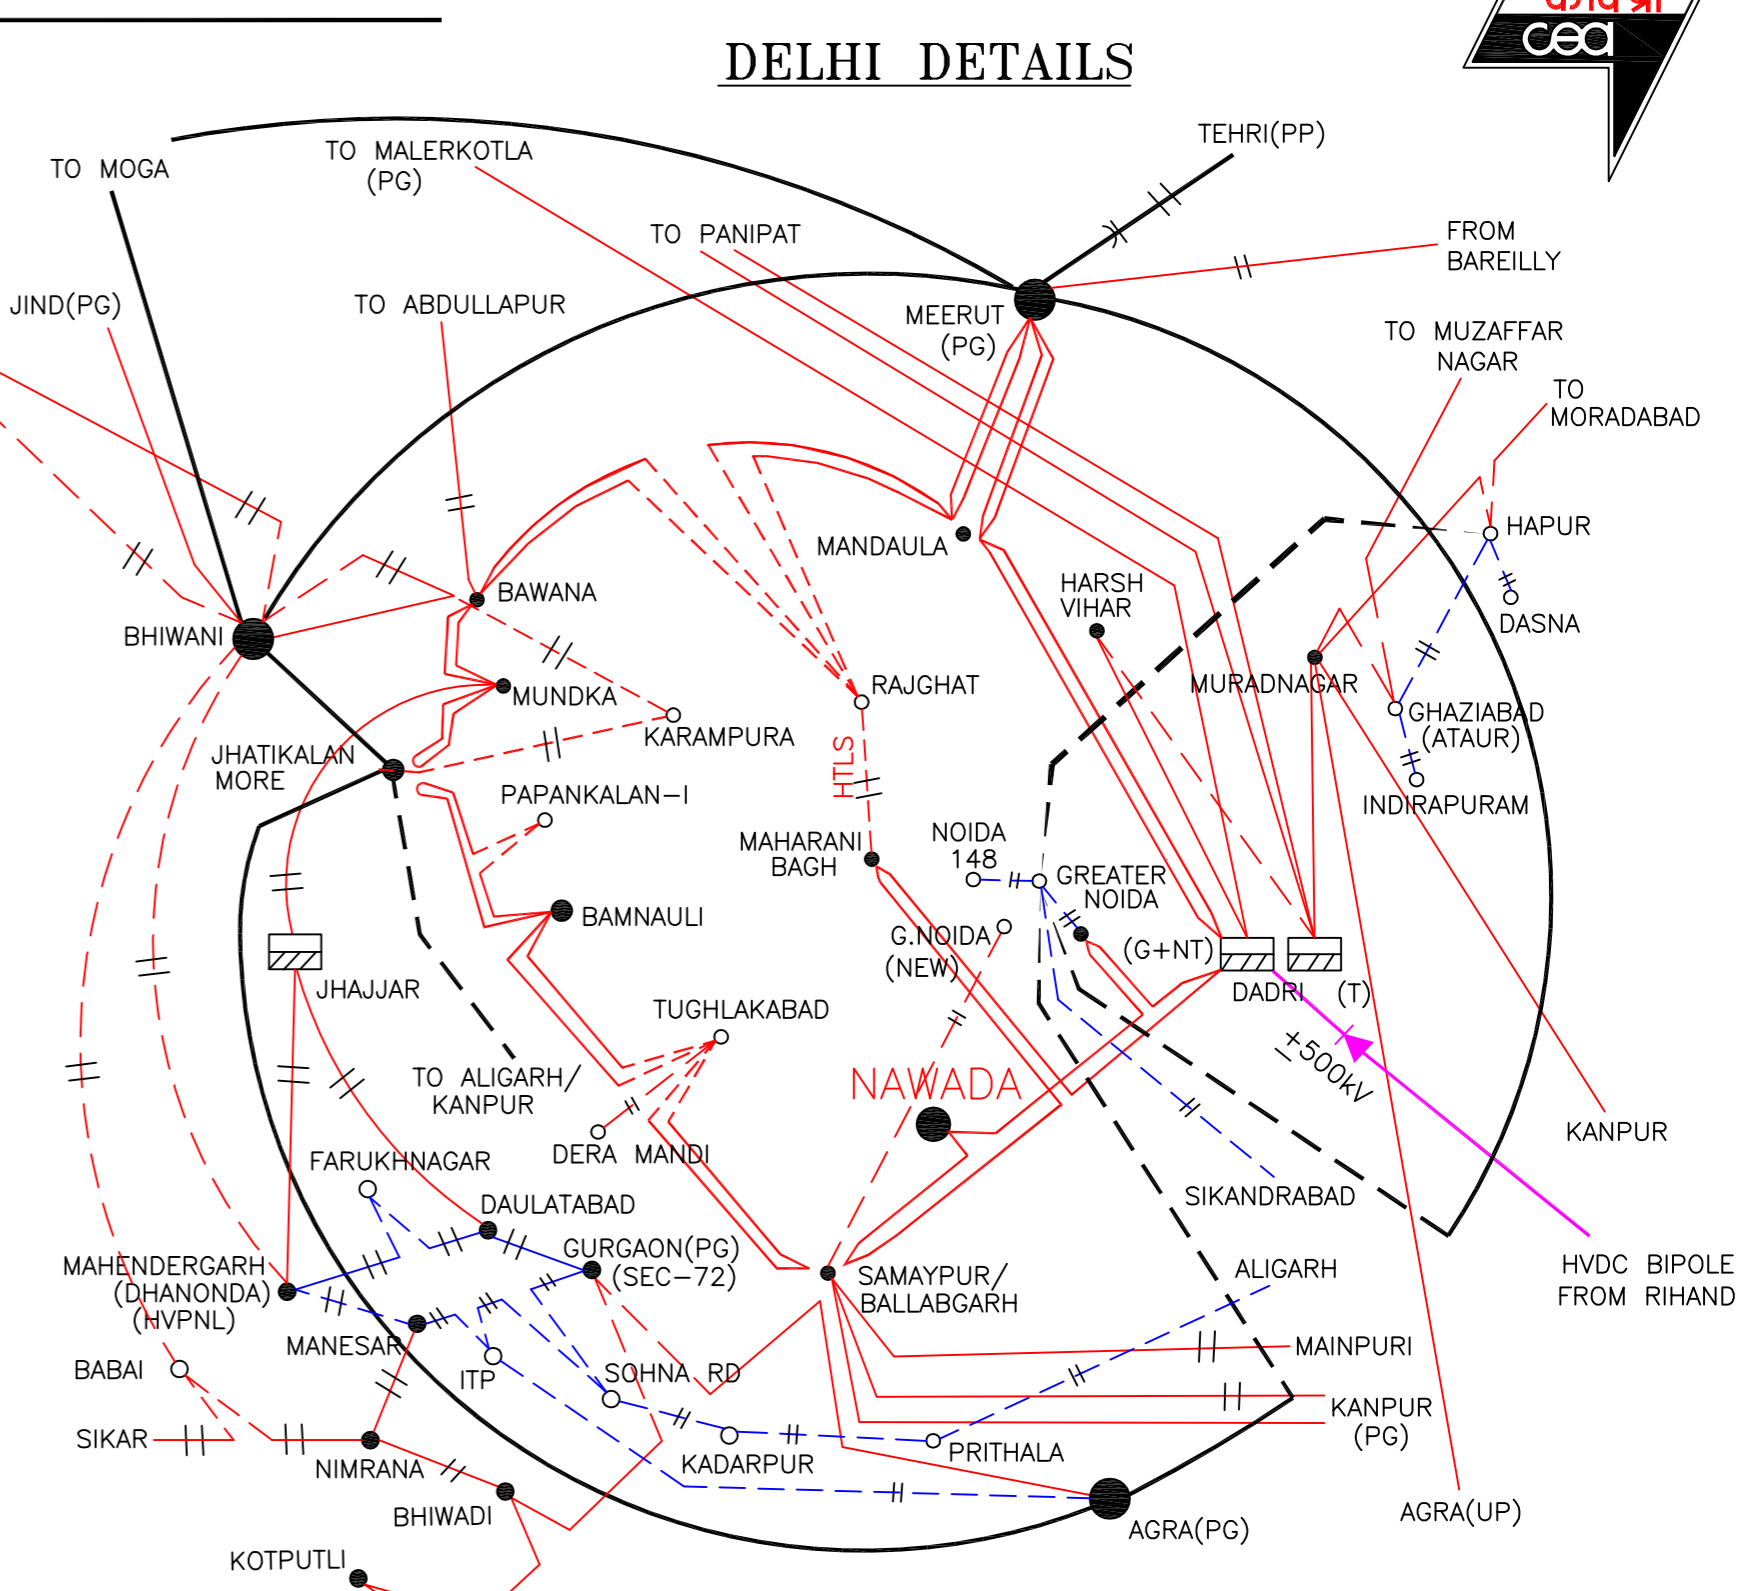 DELHI DETAILS
cea
TO MOGA
TO MALERKOTLA
(PG)
TEHRI(PP)
TO PANIPAT
FROM
BAREILLY
JIND(PG)
TO ABDULLAPUR
MEERUT
(PG)
TO MUZAFFAR
NAGAR
TO
MORADABAD
HAPUR
MANDAULA
HARSH
VIHAR
DASNA
BAWANA
BHIWANI
MUNDKA
RAJGHAT
MURADNAGAR
GHAZIABAD
(ATAUR)
KARAMPURA
JHATIKALAN
MORE
HTLS
PAPANKALAN-I
INDIRAPURAM
MAHARANI
BAGH
NOIDA
148
GREATER
NOIDA
BAMNAULI
G.NOIDA
(NEW)
(G+NT)
DADRI
(T)
JHAJJAR
TUGHLAKABAD
±500kV
NAWADA
TO ALIGARH/
KANPUR
KANPUR
DERA MANDI
FARUKHNAGAR
SIKANDRABAD
DAULATABAD
GURGAON(PG)
(SEC-72)
MAHENDERGARH
(DHANONDA)
(HVPNL)
SAMAYPUR/
BALLABGARH
ALIGARH
HVDC BIPOLE
FROM RIHAND
MANESAR
MAINPURI
BABAI
ITP
SOHNA RD
KANPUR
(PG)
SIKAR
NIMRANA
KADARPUR
PRITHALA
BHIWADI
AGRA(PG)
AGRA(UP)
KOTPUTLI